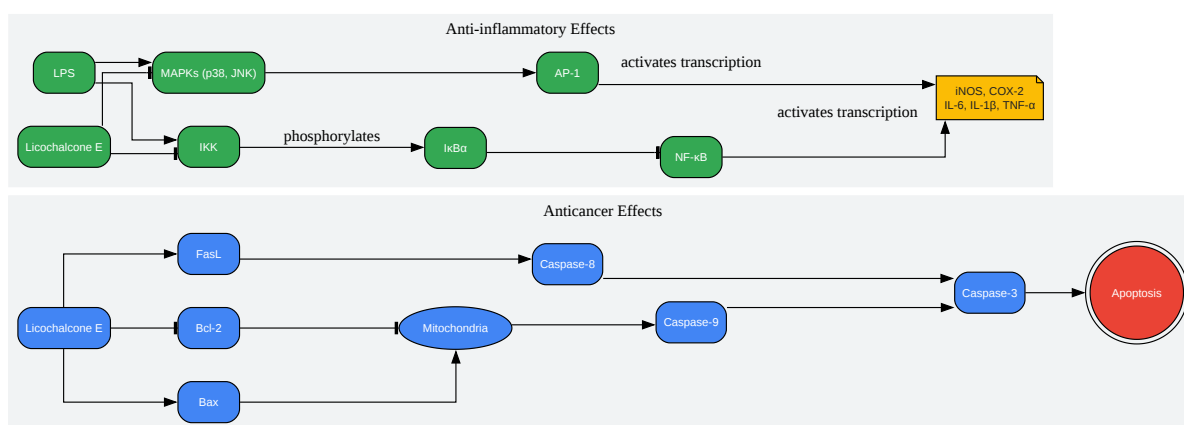 Anti-inflammatory Effects
LPS
MAPKs (p38, JNK)
AP-1
activates transcription
iNOS, COX-2
IL-6, IL-1β, TNF-α
activates transcription
Licochalcone E
IKK
phosphorylates
IκBα
NF-κB
Anticancer Effects
FasL
Caspase-8
Licochalcone E
Bcl-2
Mitochondria
Caspase-9
Caspase-3
Apoptosis
Bax